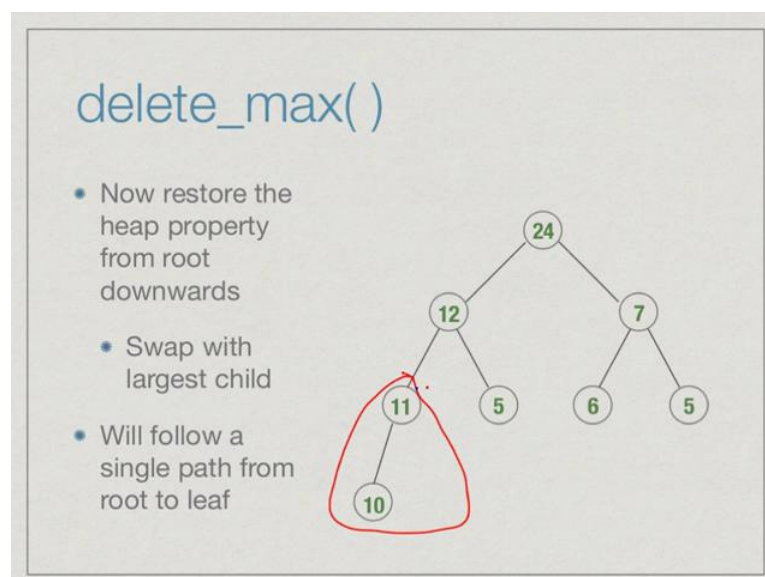 delete_max( )
Now restore the
heap property
from root
downwards
Swap with
largest child
Will follow a
single path from
root to leaf
24
12 7
11 5 6 5
10